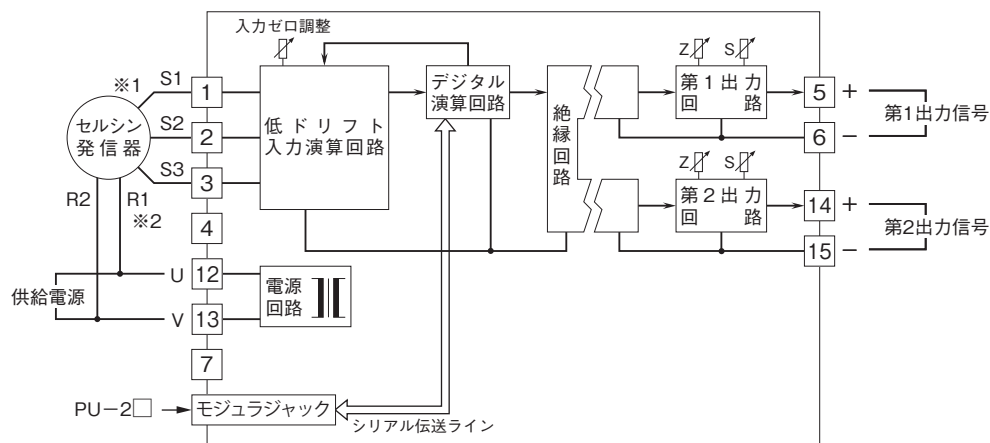 入力ゼロ調整
Z S
※1 S1 1
低ドリフト
入力演算回路
デジタル
演算回路
絶縁回路
第1出力
回路
5 +
第1出力信号
6 −
セルシン
発信器
S2 2
S3 3
R2 R1
※2
4
Z S
第2出力
回路
14 +
第2出力信号
15 −
供給電源
U 12
電源
回路
V 13
7
PU−2□
モジュラジャック
シリアル伝送ライン